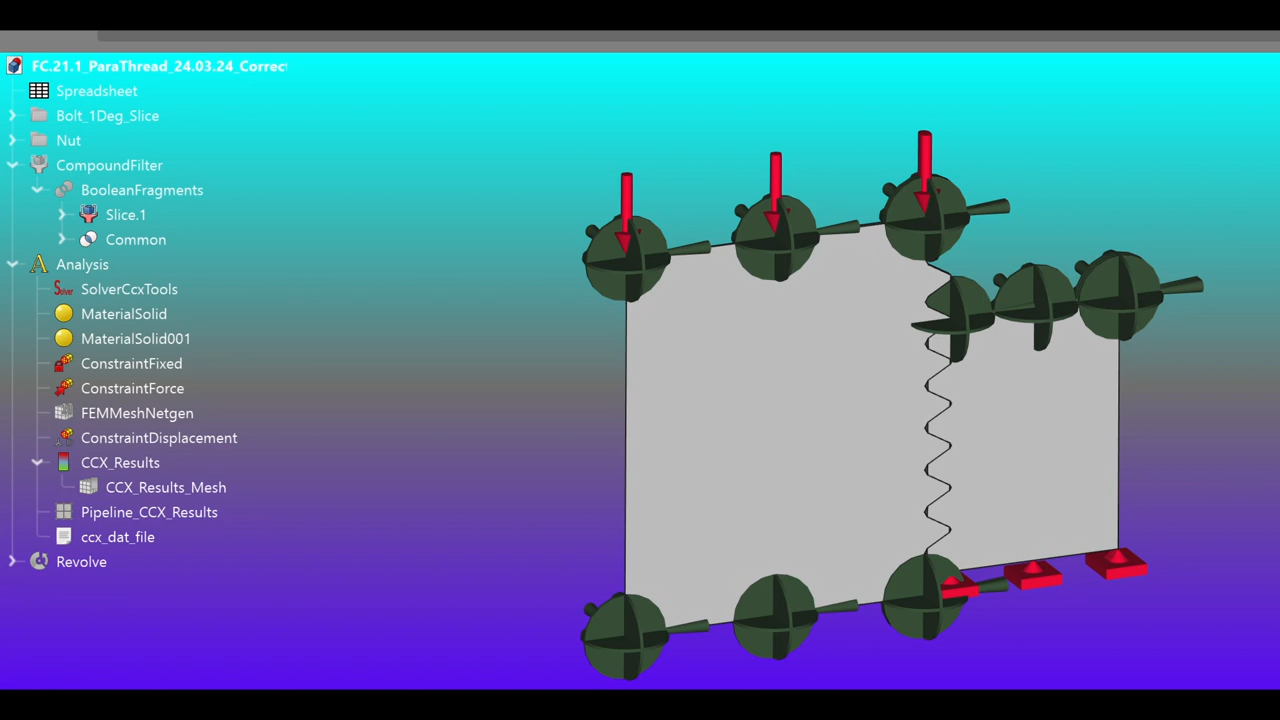 FC.21.1_ParaThread_24.03.24_Correc
Spreadsheet
Bolt_1Deg_Slice
Nut
CompoundFilter
BooleanFragments
Slice.1
Common
Analysis
Solver SolverCcxTools
MaterialSolid
MaterialSolid001
ConstraintFixed
ConstraintForce
FEMMeshNetgen
ConstraintDisplacement
CCX_Results
CCX_Results_Mesh
Pipeline_CCX_Results
ccx_dat_file
Revolve